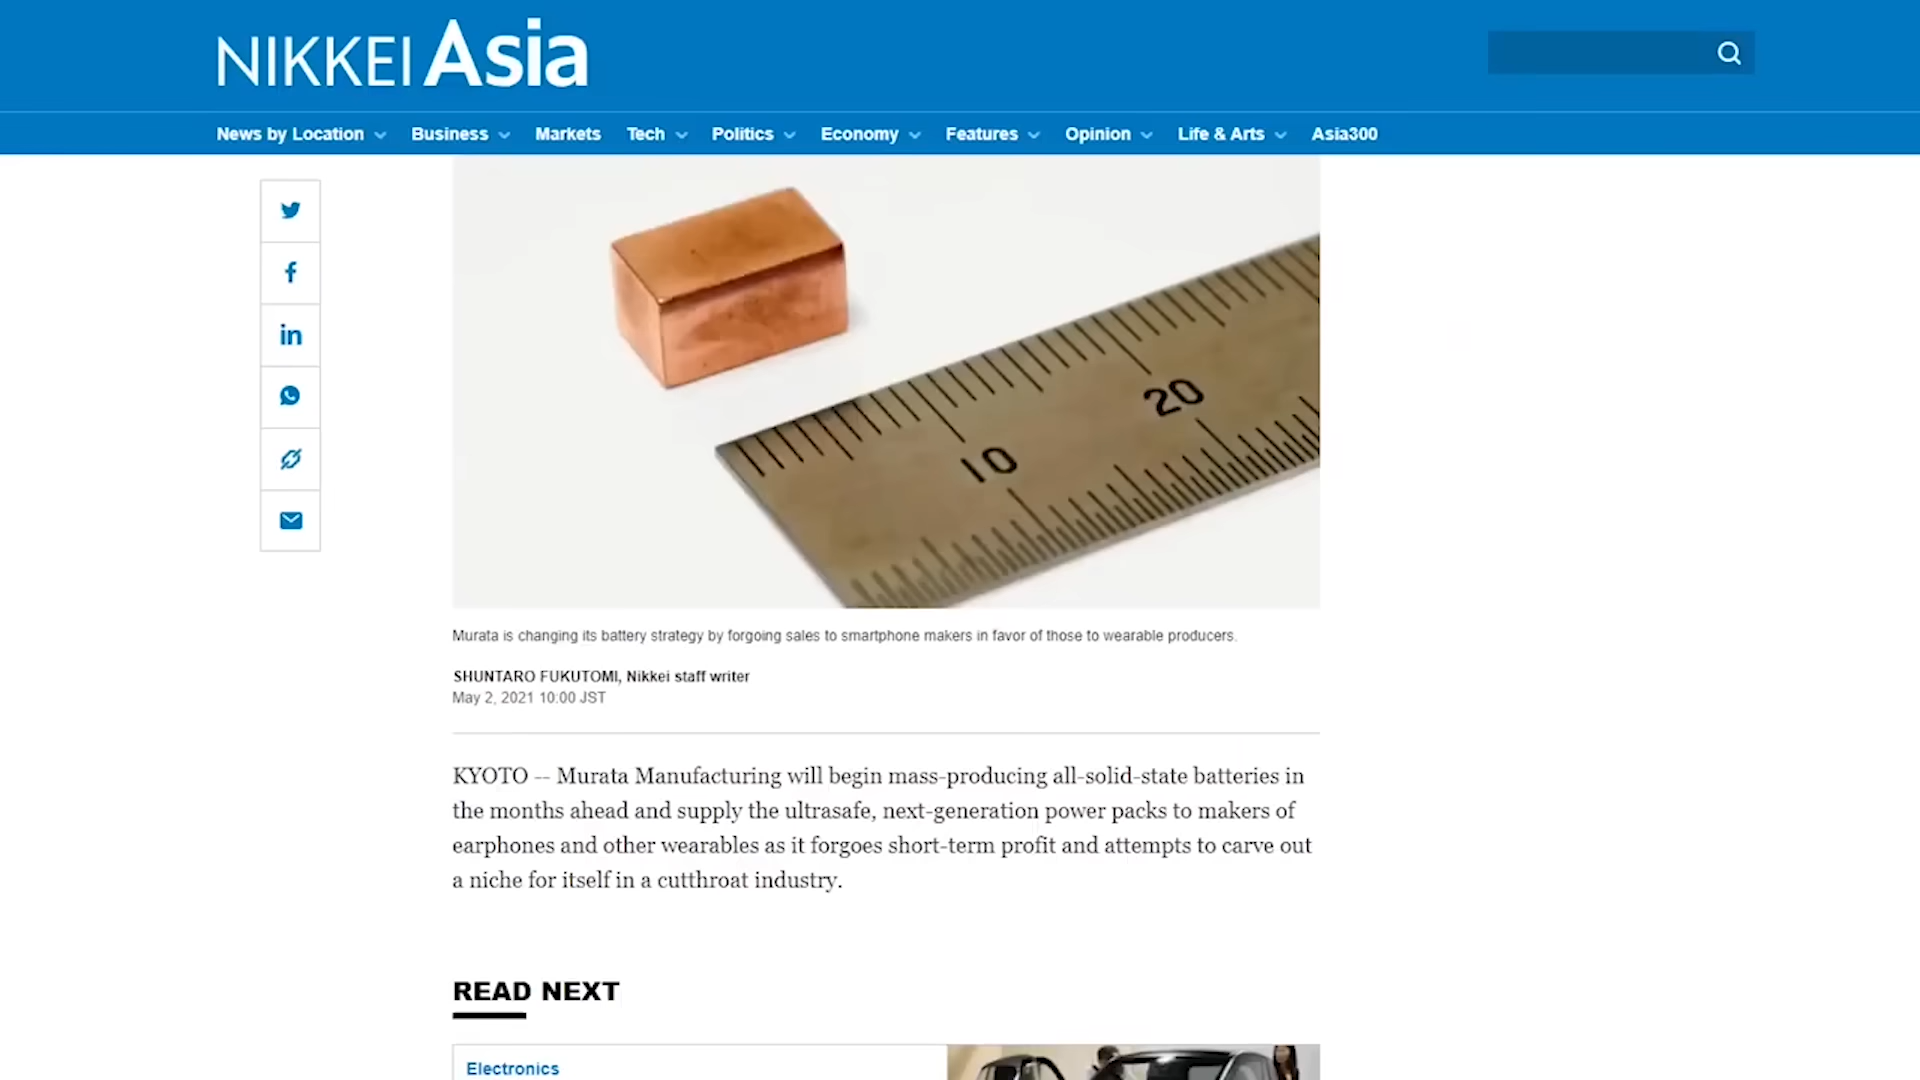 NIKKEI Asia
News by Location Business Markets Tech Politics Economy Features Opinion Life & Arts Asia300
10
20
Murata is changing its battery strategy by forgoing sales to smartphone makers in favor of those to wearable producers.
SHUNTARO FUKUTOMI, Nikkei staff writer
May 2, 2021 10:00 JST
KYOTO -- Murata Manufacturing will begin mass-producing all-solid-state batteries in
the months ahead and supply the ultrasafe, next-generation power packs to makers of
earphones and other wearables as it forgoes short-term profit and attempts to carve out
a niche for itself in a cutthroat industry.
READ NEXT
Electronics